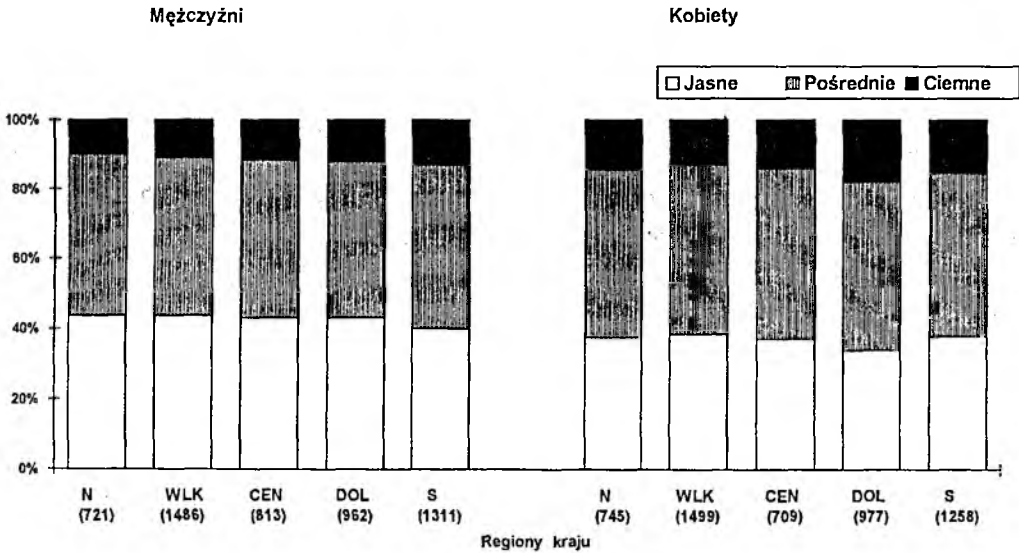 Mężczyźni Kobiety
Jasne Pośrednie Ciemne
100%
80%
60%
40%
20%
0%
N WLK CEN DOL S N WLK CEN DOL S
(721) (1486) (813) (962) (1311) (745) (1499) (709) (977) (1258)
Regiony kraju